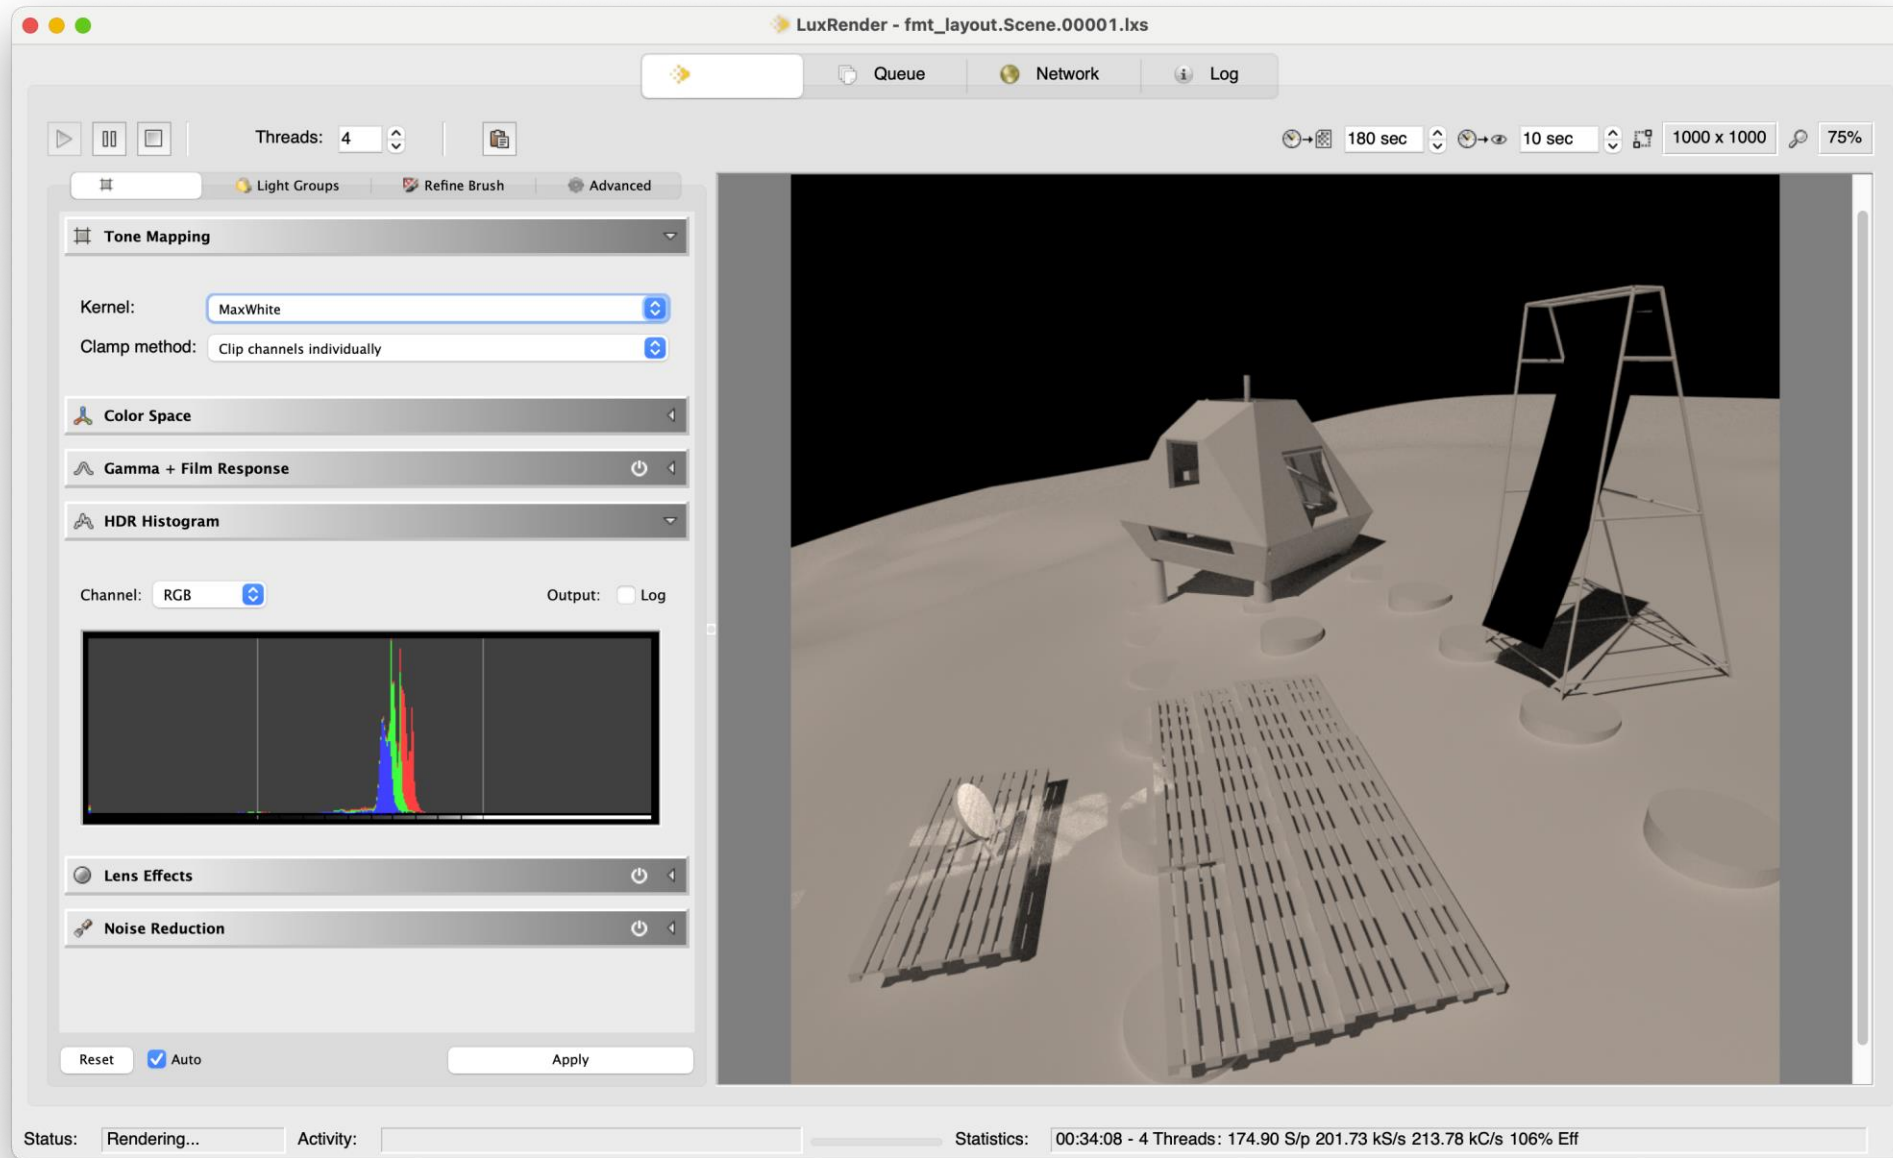 LuxRender - fmt_layout.Scene.00001.lxs
Queue Network Log
Threads: 4 180 sec 10 sec 1000 x 1000 75%
Light Groups Refine Brush Advanced
Tone Mapping
Kernel: MaxWhite
Clamp method: Clip channels individually
Color Space
Gamma + Film Response
HDR Histogram
Channel: RGB Output: Log
Lens Effects
Noise Reduction
Reset Auto Apply
Status: Rendering... Activity: Statistics: 00:34:08 - 4 Threads: 174.90 S/p 201.73 kS/s 213.78 kC/s 106% Eff